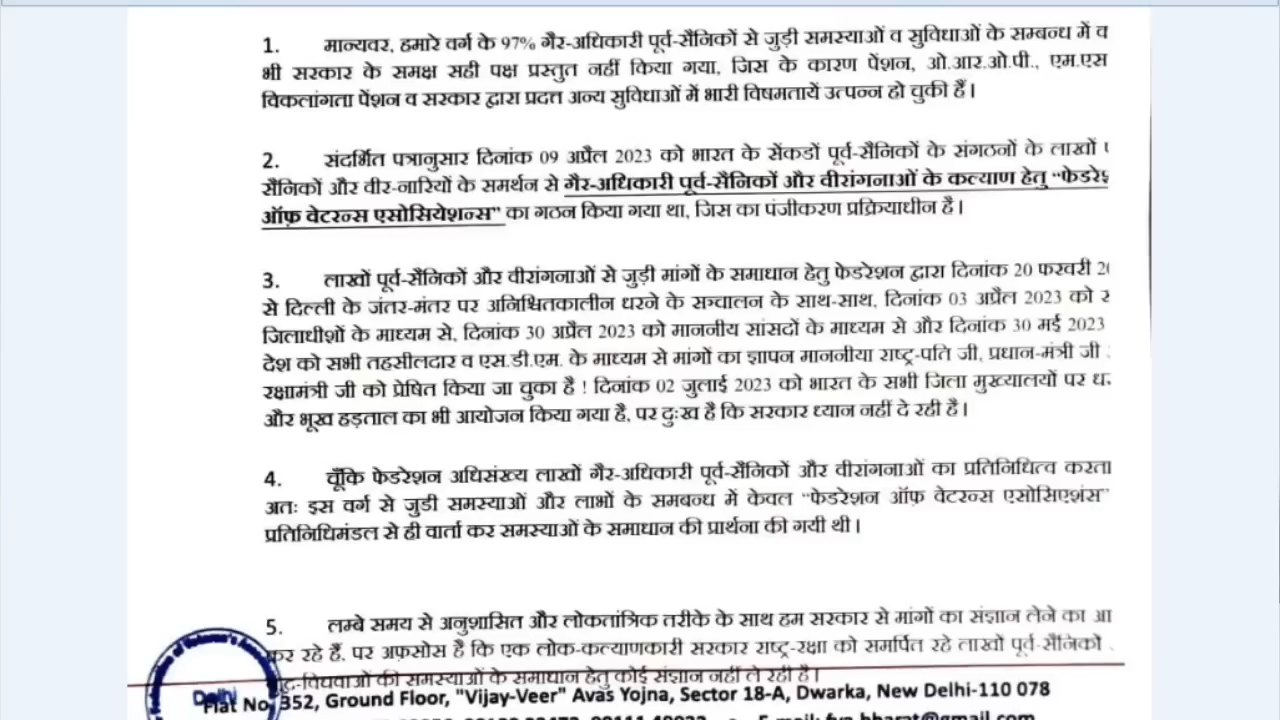 1. मान्यवर, हमारे वर्ग के 97% गैर-अधिकारी पूर्व-सैनिकों से जुड़ी समस्याओं व सुविधाओं के सम्बन्ध में
भी सरकार के समक्ष सही पक्ष प्रस्तुत नहीं किया गया, जिस के कारण पेंशन, ओ.आर.ओ.पी., एम.एस
विकलांगता पेंशन व सरकार द्वारा प्रदत्त अन्य सुविधाओं में भारी विषमतायें उत्पन्न हो चुकी हैं।
2. संदर्भित पत्रानुसार दिनांक 09 अप्रैल 2023 को भारत के सेंकडों पूर्व-सैनिकों के संगठनों के लाखों
सैनिकों और वीर-नारियों के समर्थन से गैर-अधिकारी पूर्व-सैनिकों और वीरांगनाओं के कल्याण हेतु "फेडरे
ऑफ़ वेटरन्स एसोसियेशन्स" का गठन किया गया था, जिस का पंजीकरण प्रक्रियाधीन है।
3. लाखों पूर्व-सैनिकों और वीरांगनाओं से जुड़ी मांगों के समाधान हेतु फेडरेशन द्वारा दिनांक 20 फरवरी
से दिल्ली के जंतर-मंतर पर अनिश्चितकालीन धरने के सञ्चालन के साथ-साथ, दिनांक 03 अप्रैल 2023 को
जिलाधीशों के माध्यम से, दिनांक 30 अप्रैल 2023 को माननीय सांसदों के माध्यम से और दिनांक 30 मई 2023
देश को सभी तहसीलदार व एस.डी.एम. के माध्यम से मांगों का ज्ञापन माननीया राष्ट्र-पति जी, प्रधान-मंत्री जी
रक्षामंत्री जी को प्रेषित किया जा चुका है ! दिनांक 02 जुलाई 2023 को भारत के सभी जिला मुख्यालयों पर
और भूख हड़ताल का भी आयोजन किया गया है, पर दुःख है कि सरकार ध्यान नहीं दे रही है।
4. चूँकि फेडरेशन अधिसंख्य लाखों गैर-अधिकारी पूर्व-सैनिकों और वीरांगनाओं का प्रतिनिधित्व करता
अतः इस वर्ग से जुडी समस्याओं और लाभों के समबन्ध में केवल "फेडरेशन ऑफ़ वेटरन्स एसोसिएशंस"
प्रतिनिधिमंडल से ही वार्ता कर समस्याओं के समाधान की प्रार्थना की गयी थी।
5. लम्बे समय से अनुशासित और लोकतांत्रिक तरीके के साथ हम सरकार से मांगों का संज्ञान लेने का आ
कर रहे हैं, पर अफ़सोस है कि एक लोक-कल्याणकारी सरकार राष्ट्र-रक्षा को समर्पित रहे लाखों पूर्व-सैनिकों
की समस्याओं के समाधान हेतु कोई संज्ञान नहीं ले रही है।
Delhi
Flat No. 352, Ground Floor, "Vijay-Veer" Avas Yojna, Sector 18-A, Dwarka, New Delhi-110 078